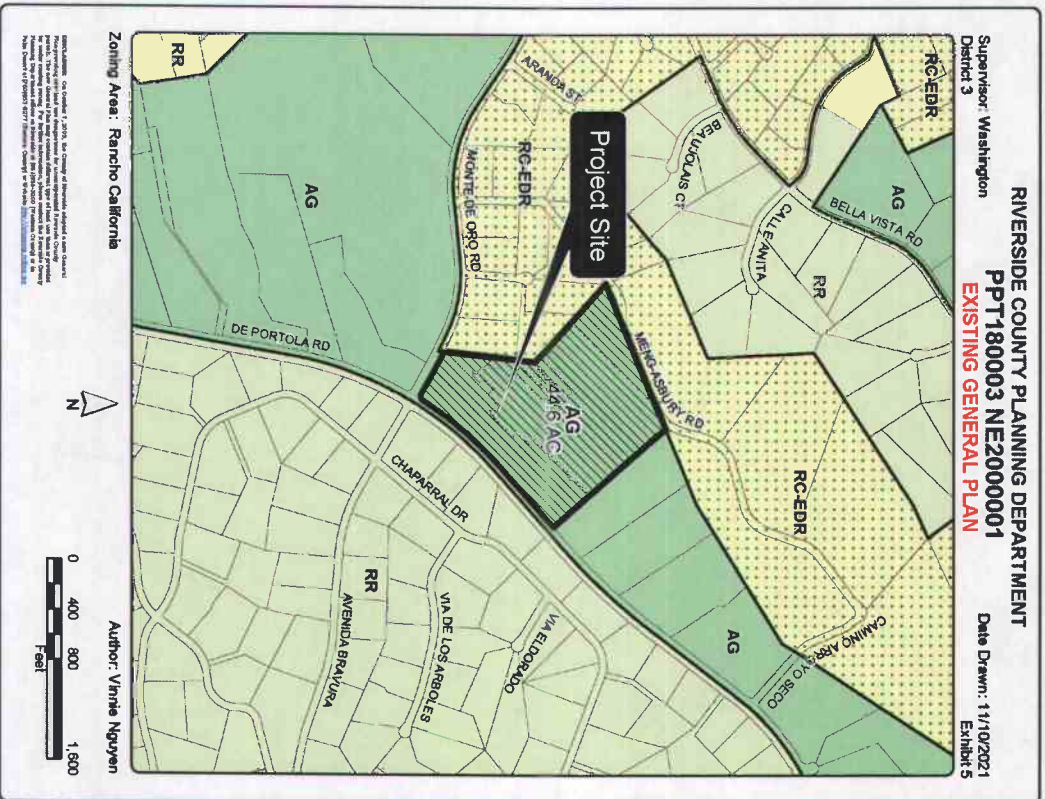 RIVERSIDE COUNTY PLANNING DEPARTMENT
Supervisor: Washington
District 3
PPT180003 NE2000001
EXISTING GENERAL PLAN
Date Drawn: 11/10/2021
Exhibit 5
RC-EDR
AG
BELLA VISTA RD
CALLE ANITA
RR
BEAUJOLAIS CT
ARANDA ST
Project Site
RC-EDR
MONTE DE ORO RD
MENG-ASBURY RD
RC-EDR
CAMINO ARROYO SECO
AG
44.6 AG
AG
AG
RR
DE PORTOLA RD
CHAPARRAL DR
VIA ELDORADO
VIA DE LOS ARBOLES
RR
AVENIDA BRAVURA
Zoning Area: Rancho California
N
Author: Vinnie Nguyen
0 400 800 1,600
Feet